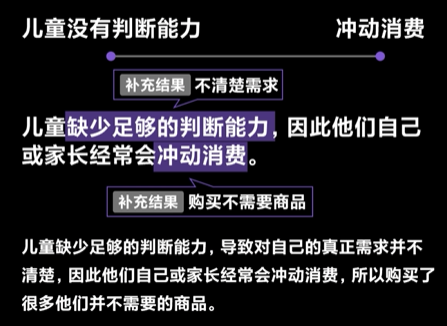 儿童没有判断能力 冲动消费
补充结果 不清楚需求
儿童缺少足够的判断能力，因此他们自己
或家长经常会冲动消费。
补充结果 购买不需要商品
儿童缺少足够的判断能力，导致对自己的真正需求并不
清楚，因此他们自己或家长经常会冲动消费，所以购买了
很多他们并不需要的商品。